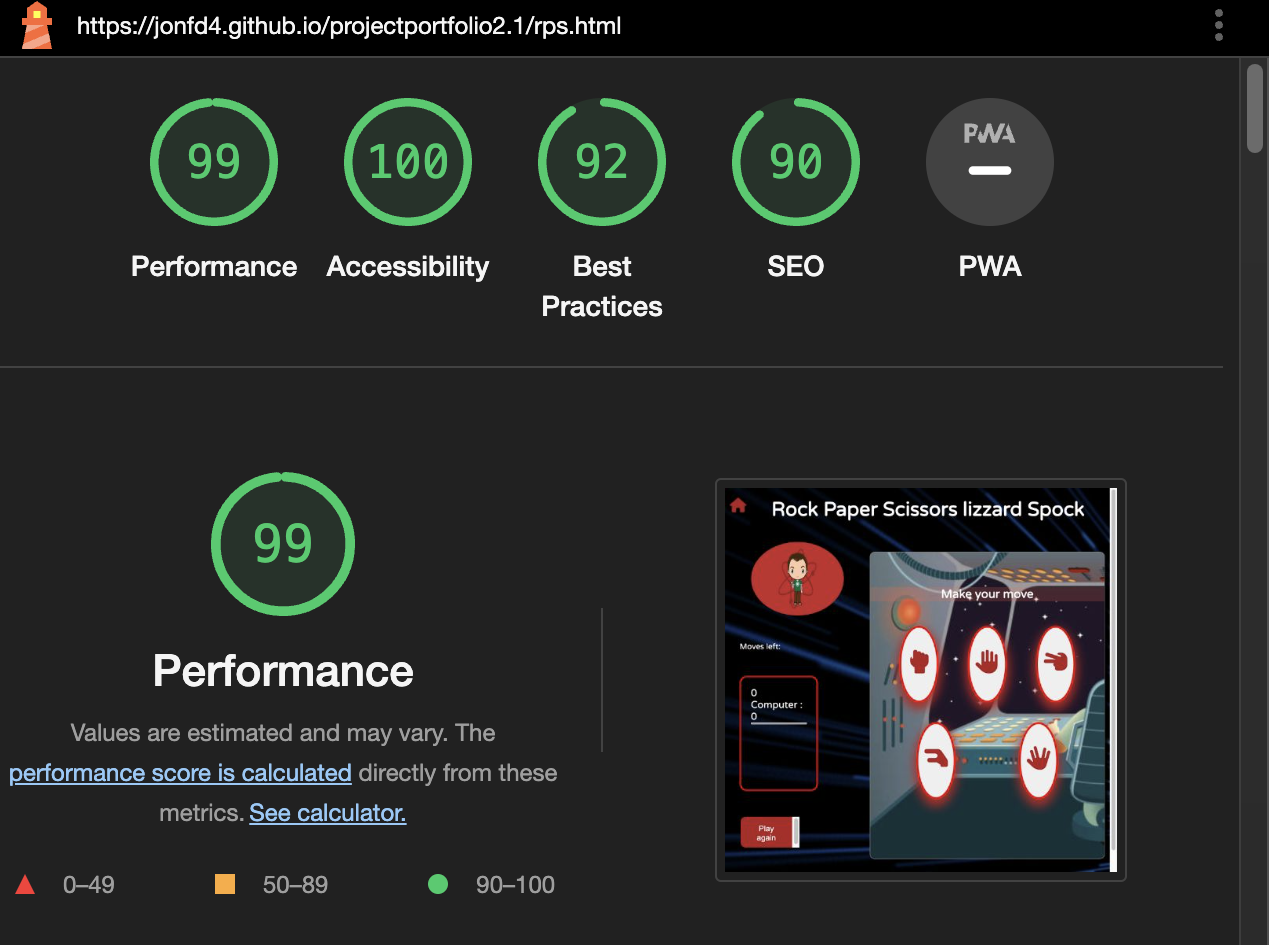 https://jonfd4.github.io/projectportfolio2.1/rps.html
99
100
92
90
PWA
Performance
Accessibility
Best
Practices
SEO
PWA
99
Performance
Values are estimated and may vary. The
performance score is calculated directly from these
metrics. See calculator.
0–49
50–89
90–100
Rock Paper Scissors lizzard Spock
Make your move
Moves left:
0
Computer :
0
Play
again